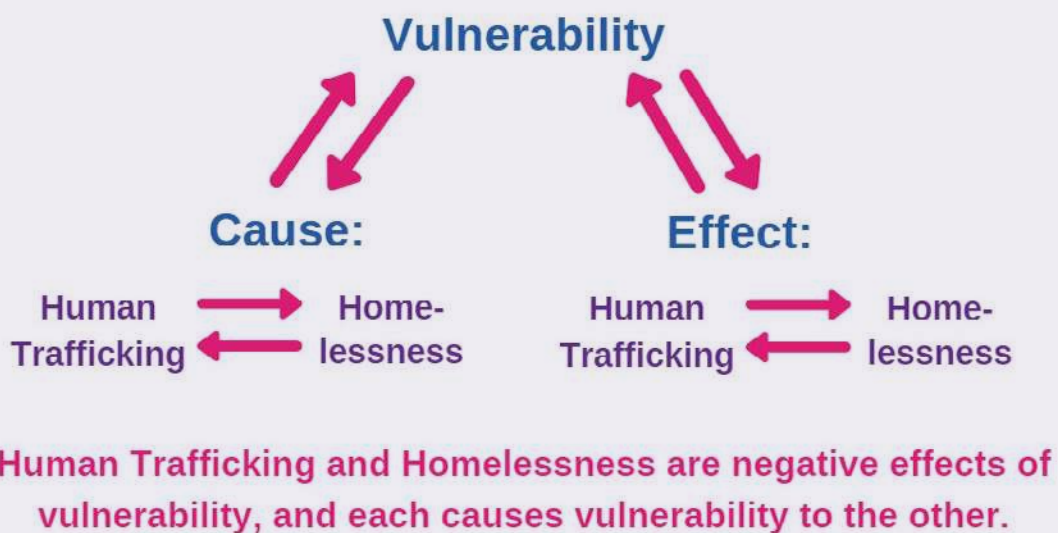 Vulnerability
Cause:
Human
Trafficking
Home-
lessness
Effect:
Human
Trafficking
Home-
lessness
Human Trafficking and Homelessness are negative effects of
vulnerability, and each causes vulnerability to the other.